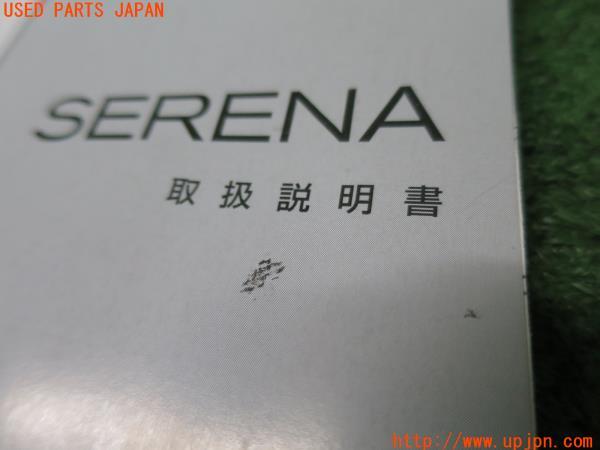 USED PARTS JAPAN
SERENA
取扱説明書
http://www.upjpn.com